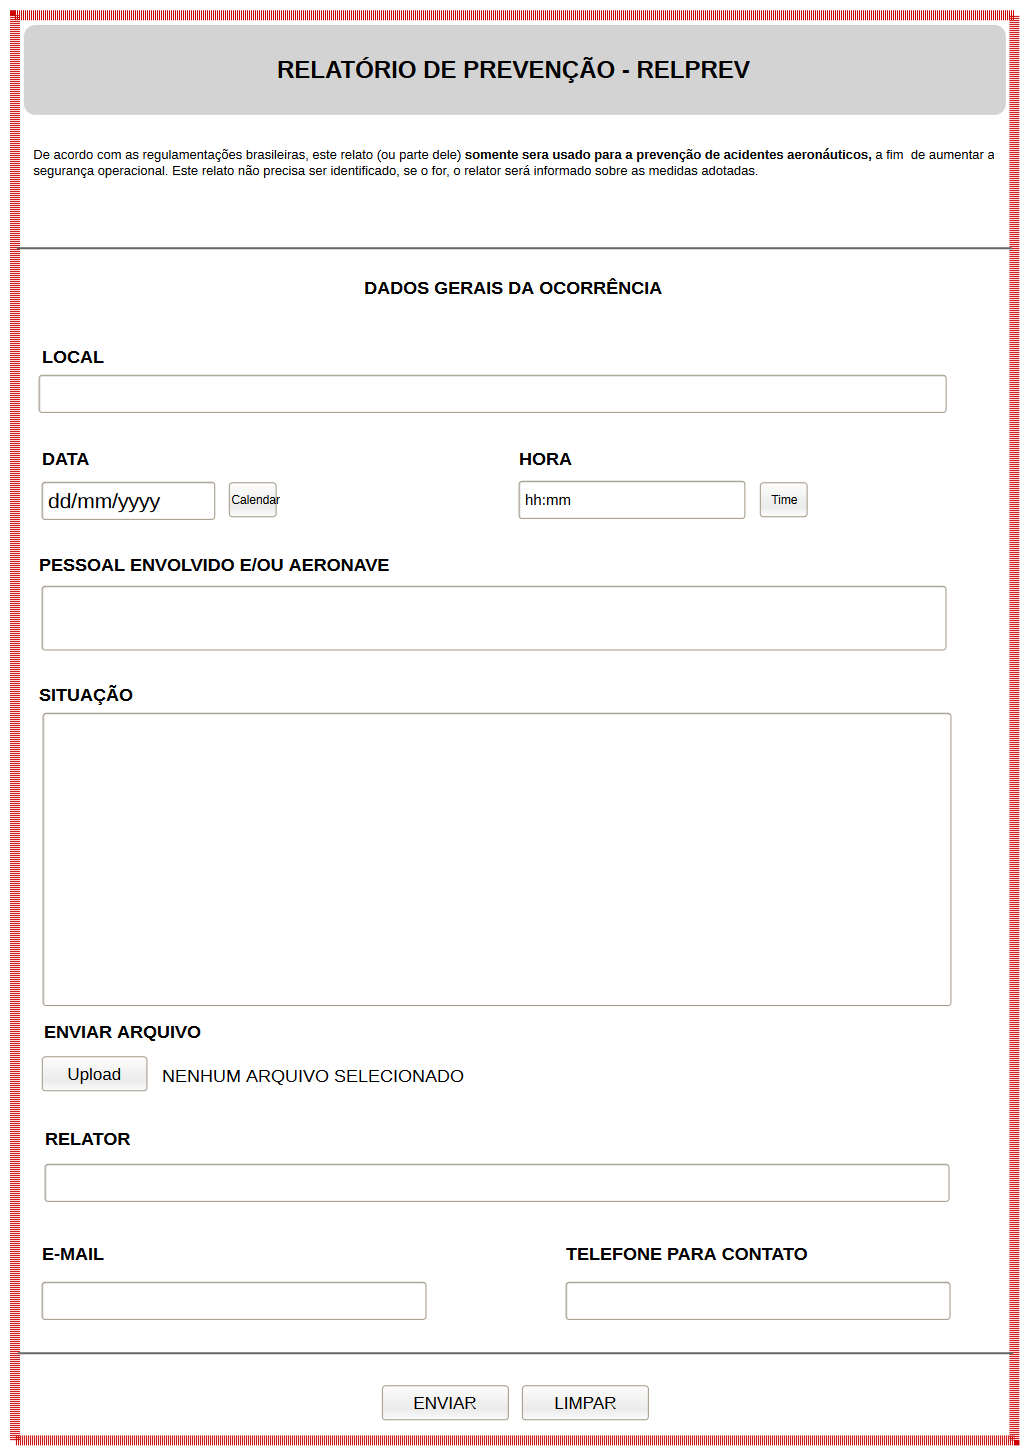 RELATÓRIO DE PREVENÇÃO - RELPREV
De acordo com as regulamentações brasileiras, este relato (ou parte dele) somente sera usado para a prevenção de acidentes aeronáuticos, a fim  de aumentar a
segurança operacional. Este relato não precisa ser identificado, se o for, o relator será informado sobre as medidas adotadas.
DADOS GERAIS DA OCORRÊNCIA
LOCAL
DATA HORA
dd/mm/yyyy Calendar hh:mm Time
PESSOAL ENVOLVIDO E/OU AERONAVE
SITUAÇÃO
ENVIAR ARQUIVO
Upload NENHUM ARQUIVO SELECIONADO
RELATOR
E-MAIL TELEFONE PARA CONTATO
ENVIAR LIMPAR